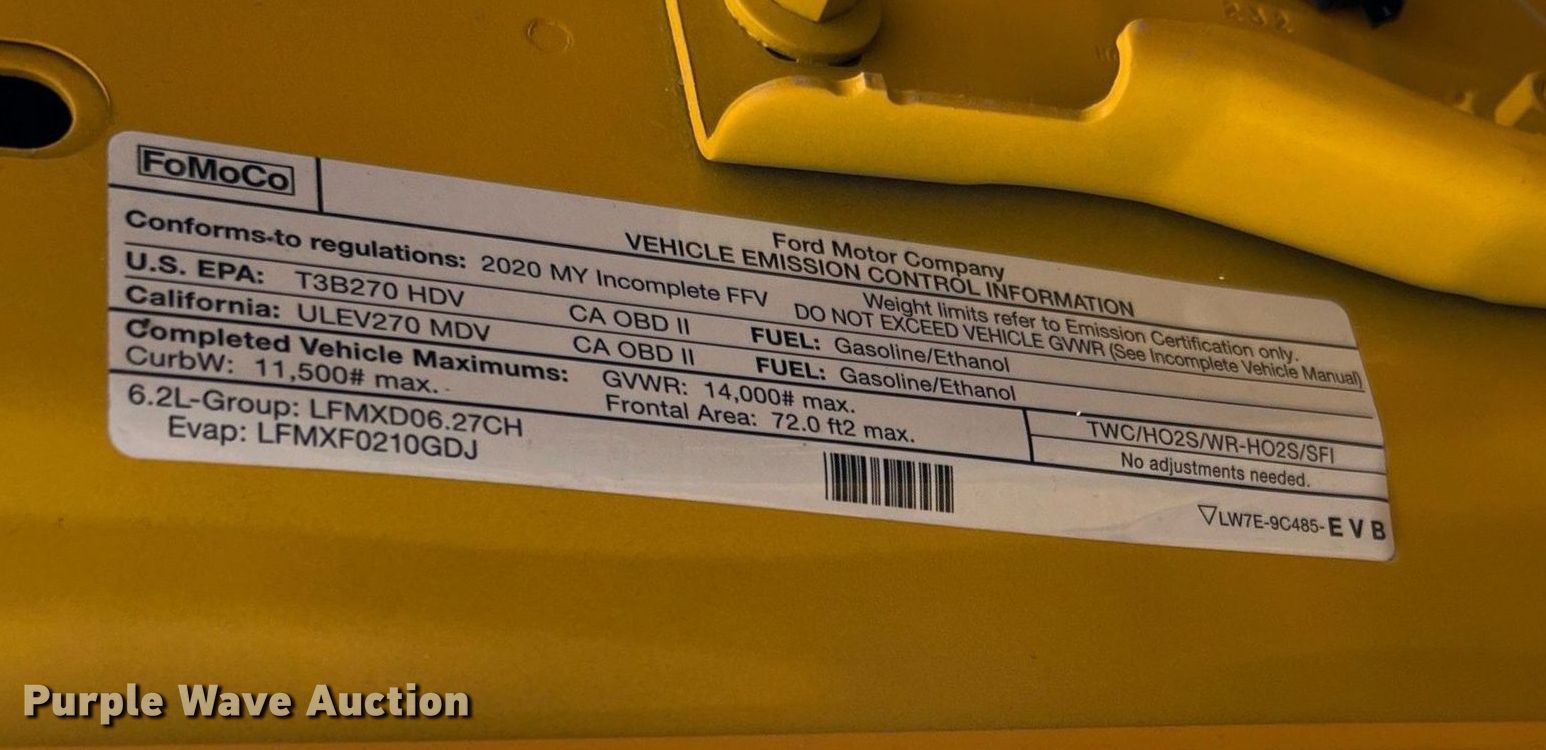 232
FoMoCo
Ford Motor Company
VEHICLE EMISSION CONTROL INFORMATION
Conforms to regulations: 2020 MY Incomplete FFV
Weight limits refer to Emission Certification only.
DO NOT EXCEED VEHICLE GVWR (See Incomplete Vehicle Manual)
U.S. EPA: T3B270 HDV CA OBD II FUEL: Gasoline/Ethanol
California: ULEV270 MDV CA OBD II FUEL: Gasoline/Ethanol
Completed Vehicle Maximums: GVWR: 14,000# max.
CurbW: 11,500# max. Frontal Area: 72.0 ft2 max.
6.2L-Group: LFMXD06.27CH
Evap: LFMXF0210GDJ
TWC/HO2S/WR-HO2S/SFI
No adjustments needed.
▽LW7E-9C485-EVB
Purple Wave Auction